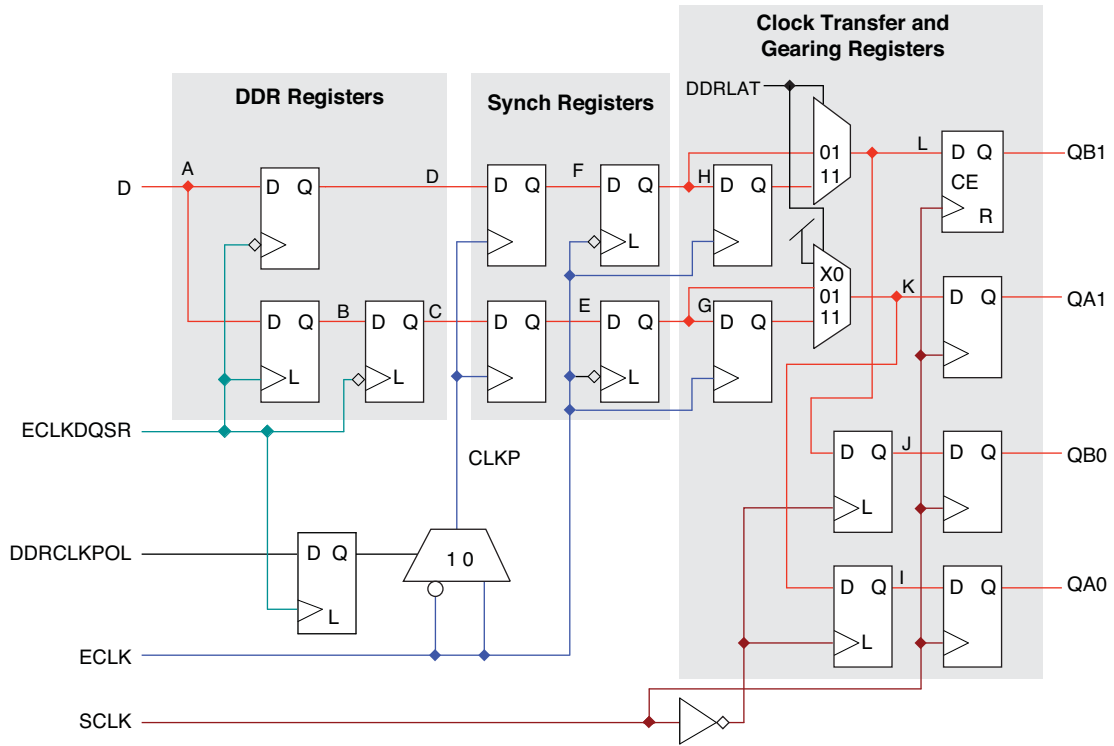 Clock Transfer and
Gearing Registers
DDR Registers
Synch Registers
DDRLAT
A
D
D Q
D
D Q
F
D Q
L
H
D Q
01
11
L
D Q
CE
R
QB1
D Q
L
B
D Q
L
C
D Q
E
D Q
L
G
D Q
X0
01
11
K
D Q
QA1
ECLKDQSR
CLKP
D Q
L
J
D Q
QB0
DDRCLKPOL
D Q
L
1 0
D Q
L
I
D Q
QA0
ECLK
SCLK